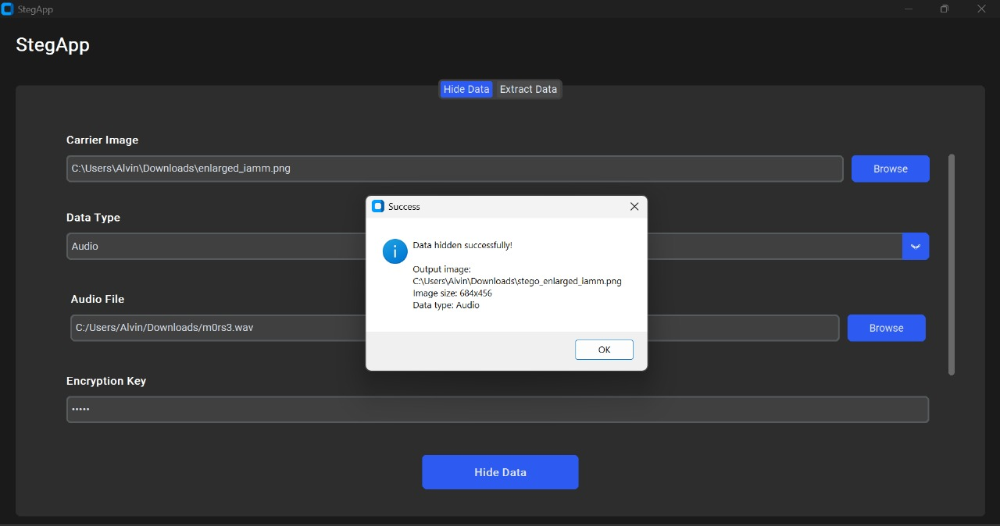 StegApp
StegApp
Hide Data
Extract Data
Carrier Image
C:\Users\Alvin\Downloads\enlarged_iamm.png
Browse
Data Type
Audio
Success
Data hidden successfully!
Output image:
C:\Users\Alvin\Downloads\stego_enlarged_iamm.png
Image size: 684x456
Data type: Audio
OK
Audio File
C:/Users/Alvin/Downloads/m0rs3.wav
Browse
Encryption Key
•••••
Hide Data